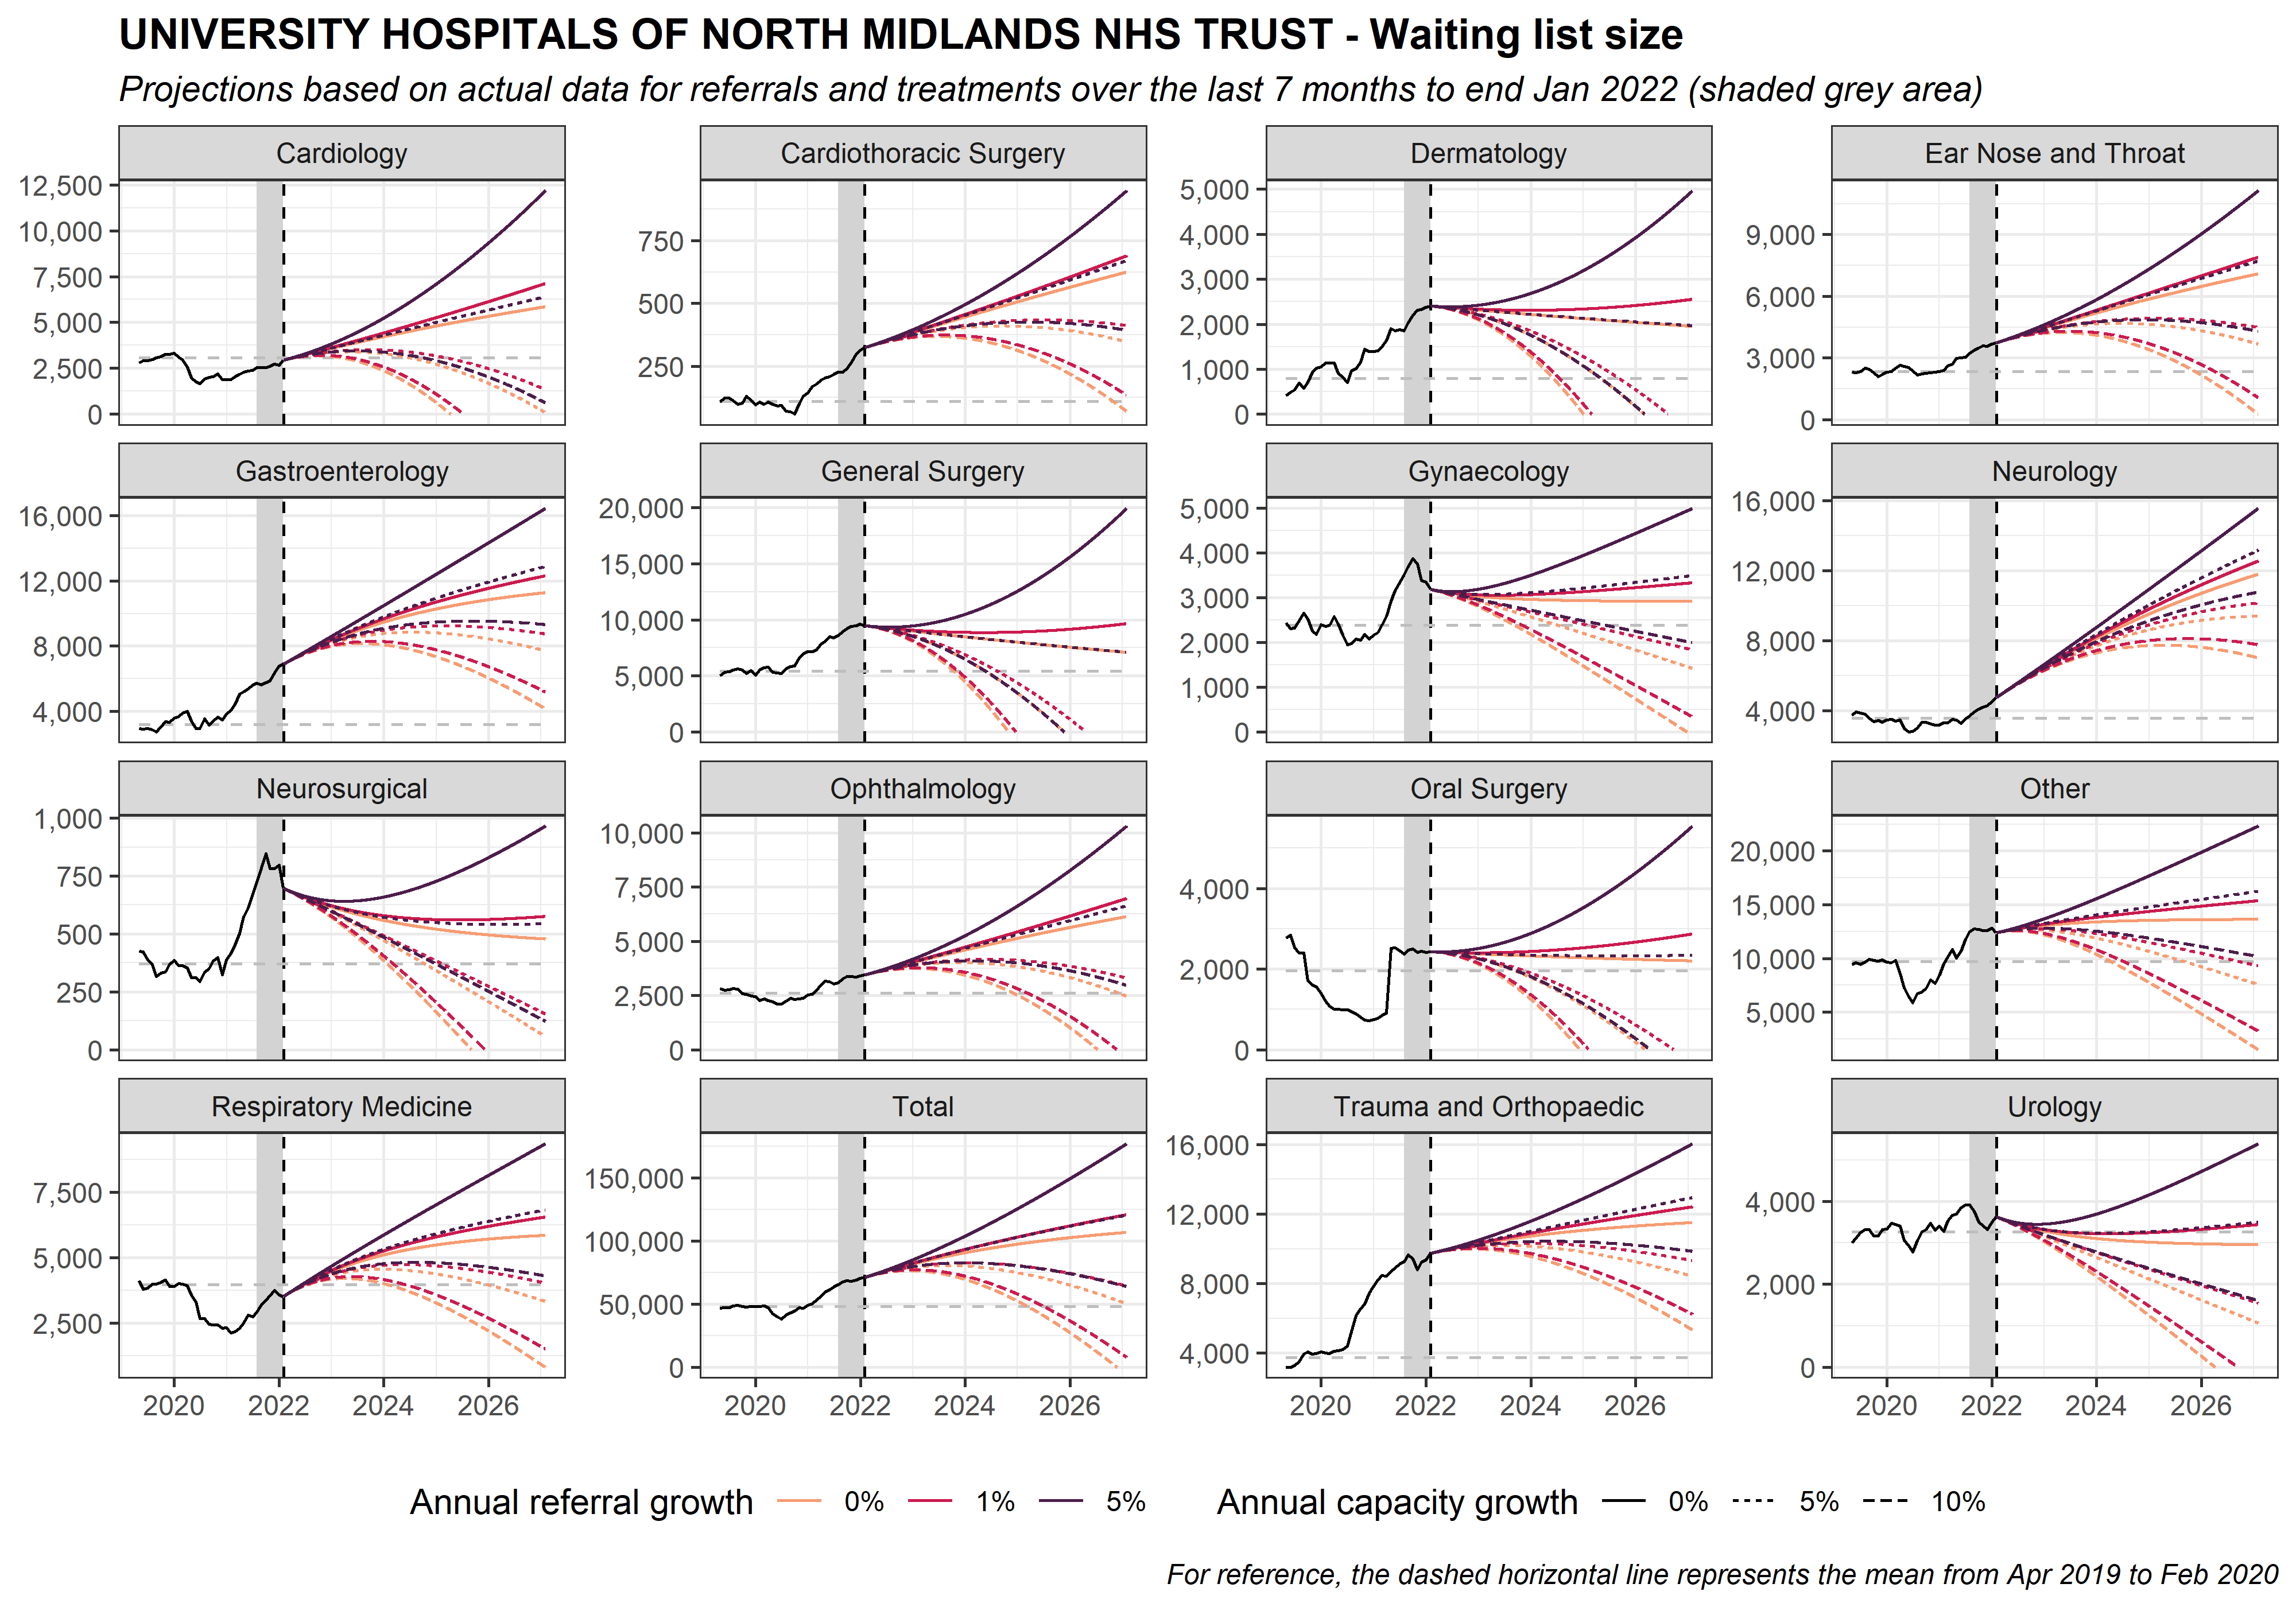 UNIVERSITY HOSPITALS OF NORTH MIDLANDS NHS TRUST - Waiting list size
Projections based on actual data for referrals and treatments over the last 7 months to end Jan 2022 (shaded grey area)
Cardiology
12,500
10,000
7,500
5,000
2,500
0
Cardiothoracic Surgery
750
500
250
Dermatology
5,000
4,000
3,000
2,000
1,000
0
Ear Nose and Throat
9,000
6,000
3,000
0
Gastroenterology
16,000
12,000
8,000
4,000
General Surgery
20,000
15,000
10,000
5,000
0
Gynaecology
5,000
4,000
3,000
2,000
1,000
0
Neurology
16,000
12,000
8,000
4,000
Neurosurgical
1,000
750
500
250
0
Ophthalmology
10,000
7,500
5,000
2,500
0
Oral Surgery
4,000
2,000
0
Other
20,000
15,000
10,000
5,000
Respiratory Medicine
7,500
5,000
2,500
2020 2022 2024 2026
Total
150,000
100,000
50,000
0
2020 2022 2024 2026
Trauma and Orthopaedic
16,000
12,000
8,000
4,000
2020 2022 2024 2026
Urology
4,000
2,000
0
2020 2022 2024 2026
Annual referral growth 0% 1% 5% Annual capacity growth 0% 5% 10%
For reference, the dashed horizontal line represents the mean from Apr 2019 to Feb 2020